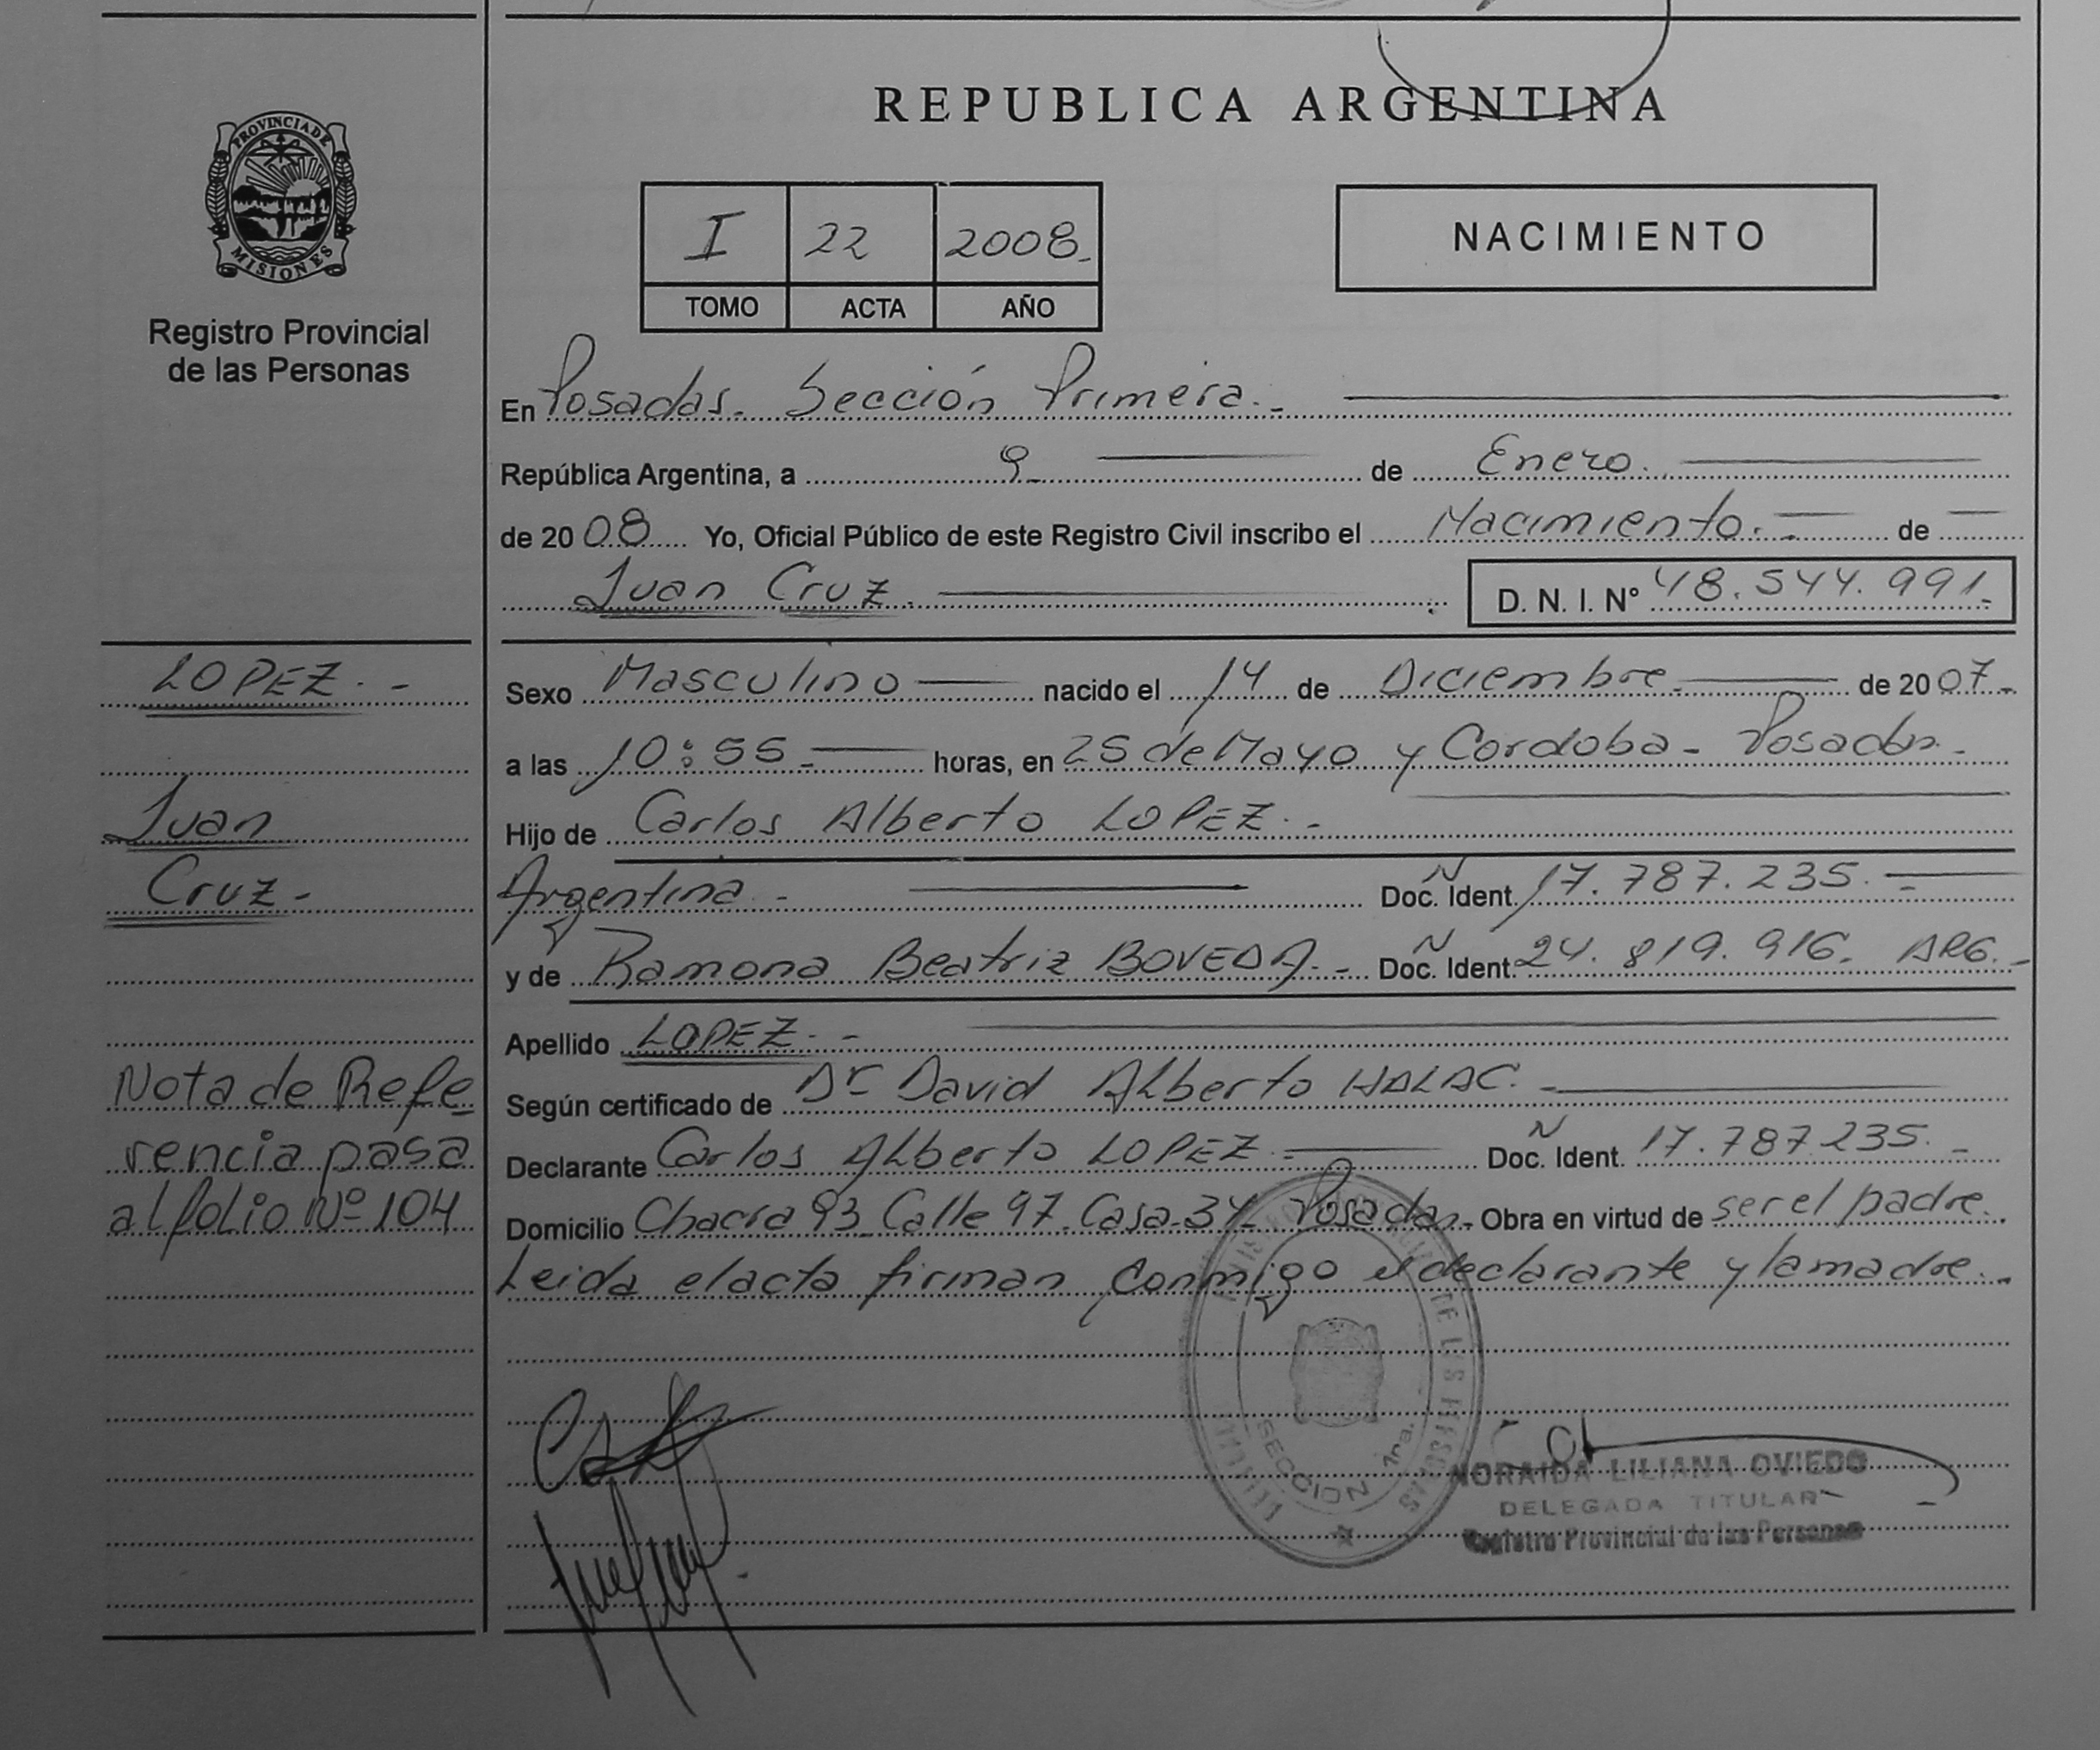 PROVINCIA DE
MISIONES
Registro Provincial
de las Personas
REPUBLICA ARGENTINA
I 22 2008
TOMO ACTA AÑO
NACIMIENTO
En Posadas. Sección Primera.
República Argentina, a 9 de Enero.
de 2008 Yo, Oficial Público de este Registro Civil inscribo el Nacimiento. de
Juan Cruz. D. N. I. Nº 48.544.991.
LOPEZ.-
Juan
Cruz.-
Nota de Refe
rencia pasa
al folio Nº 104
Sexo Masculino nacido el 14 de Diciembre de 2007.
a las 10:55 horas, en 25 de Mayo y Cordoba - Posadas.
Hijo de Carlos Alberto LOPEZ.-
Argentina.- Doc. Ident. Ñ 17.787.235.-
y de Ramona Beatriz BOVEDA.- Doc. Ident. Ñ 24.819.916. ARG.-
Apellido LOPEZ.-
Según certificado de Dr David Alberto HALAC.-
Declarante Carlos Alberto LOPEZ.- Doc. Ident. Ñ 17.787.235.-
Domicilio Chacra 93 Calle 97. Casa 34 Posadas.- Obra en virtud de ser el padre.
Leida el acta firman conmigo el declarante y la madre.
SECCION 1ra.
NORAIDA LILIANA OVIEDO
DELEGADA TITULAR
Registro Provincial de las Personas